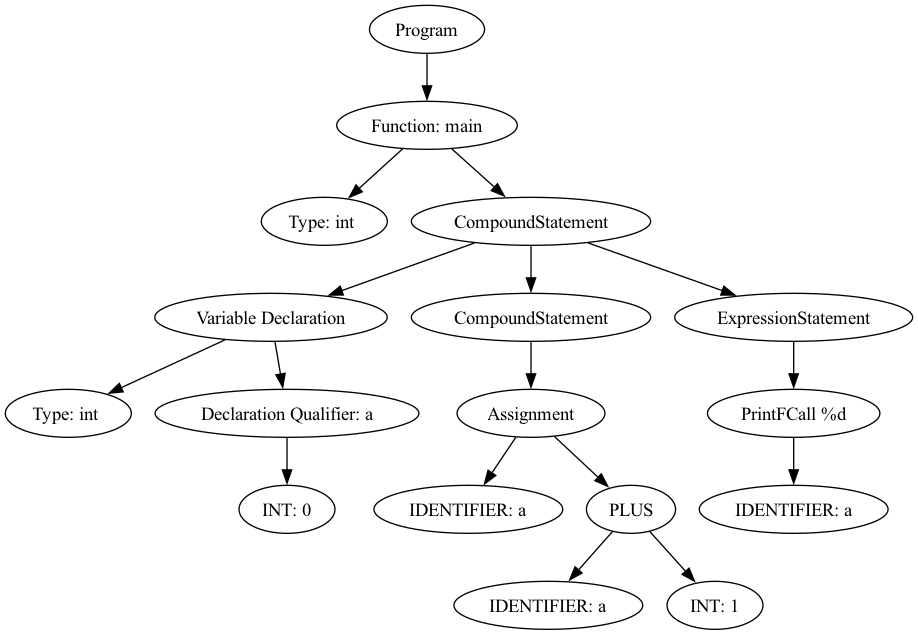 Program
Function: main
Type: int
CompoundStatement
Variable Declaration
CompoundStatement
ExpressionStatement
Type: int
Declaration Qualifier: a
Assignment
PrintFCall %d
INT: 0
IDENTIFIER: a
PLUS
IDENTIFIER: a
IDENTIFIER: a
INT: 1